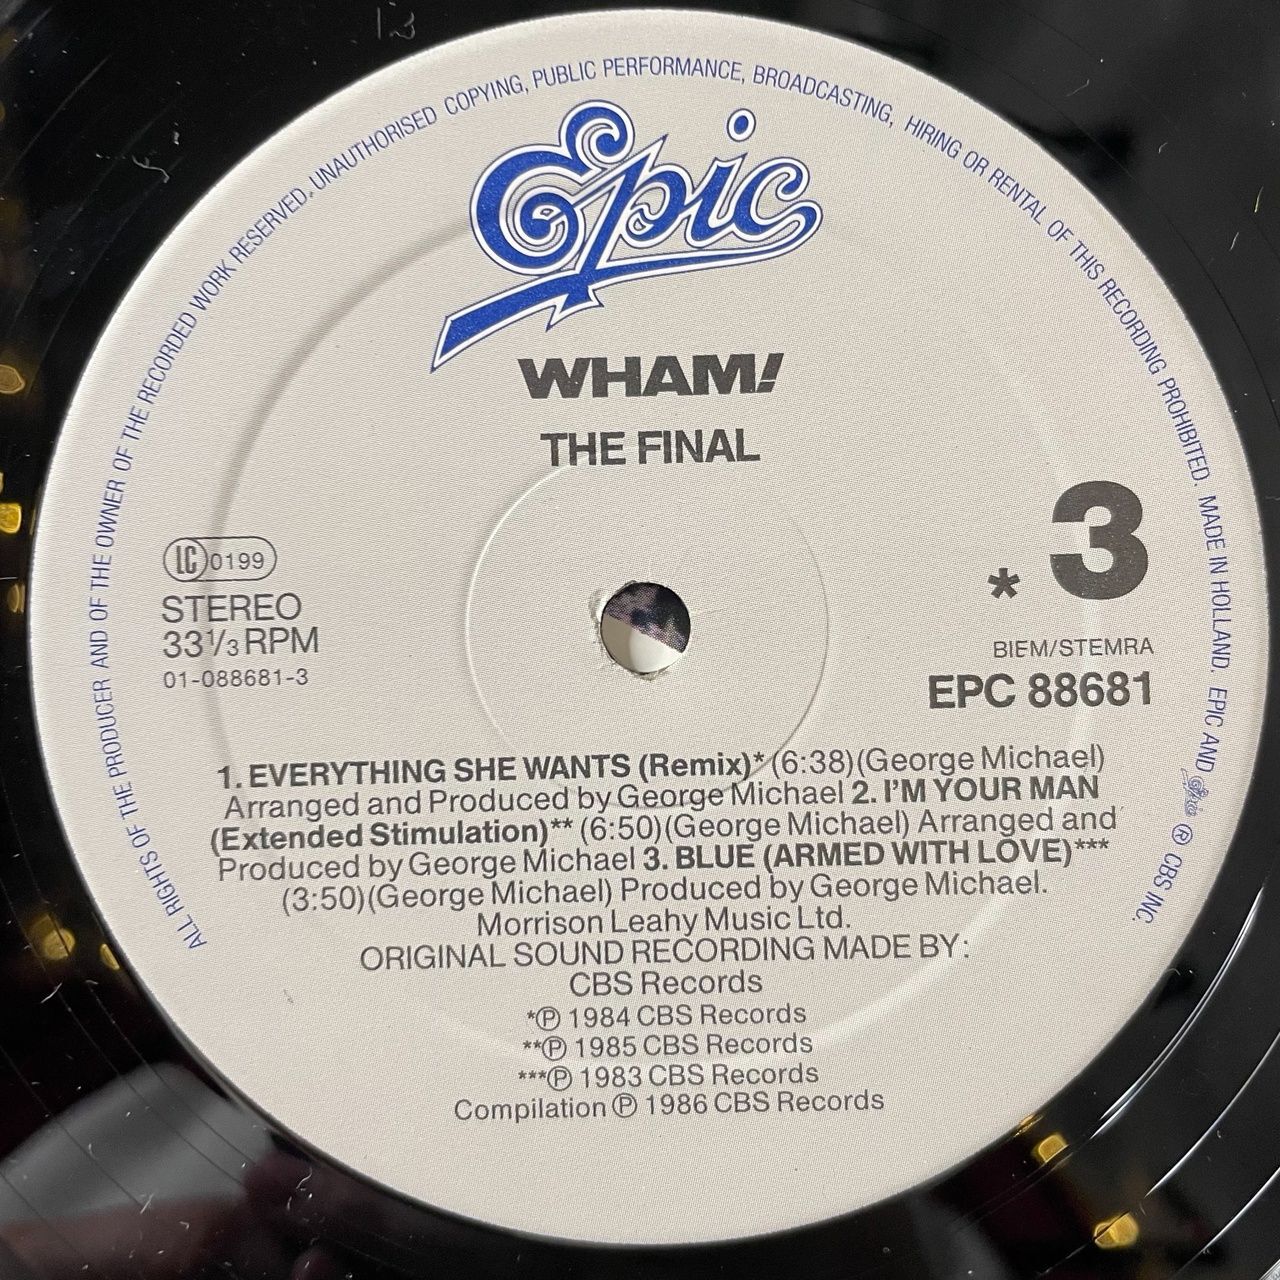 ALL RIGHTS OF THE PRODUCER AND OF THE OWNER OF THE RECORDED WORK RESERVED. UNAUTHORISED COPYING, PUBLIC PERFORMANCE, BROADCASTING, HIRING OR RENTAL OF THIS RECORDING PROHIBITED. MADE IN HOLLAND. EPIC AND Epic ® CBS INC.
Epic
WHAM!
THE FINAL
LC 0199
STEREO
33 1/3 RPM
01-088681-3
* 3
BIEM/STEMRA
EPC 88681
1. EVERYTHING SHE WANTS (Remix)* (6:38)(George Michael)
Arranged and Produced by George Michael 2. I'M YOUR MAN
(Extended Stimulation)** (6:50)(George Michael) Arranged and
Produced by George Michael 3. BLUE (ARMED WITH LOVE)***
(3:50)(George Michael) Produced by George Michael.
Morrison Leahy Music Ltd.
ORIGINAL SOUND RECORDING MADE BY:
CBS Records
*℗ 1984 CBS Records
**℗ 1985 CBS Records
***℗ 1983 CBS Records
Compilation ℗ 1986 CBS Records